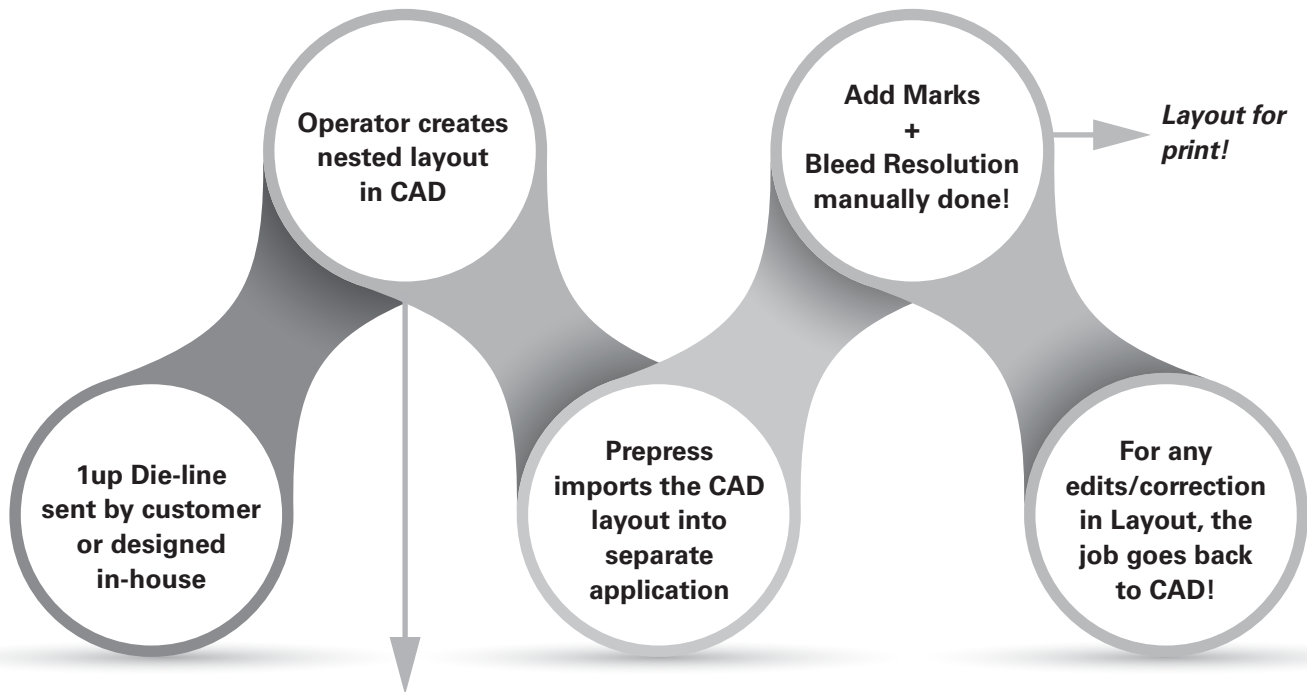 1up Die-line
sent by customer
or designed
in-house
Operator creates
nested layout
in CAD
Prepress
imports the CAD
layout into
separate
application
Add Marks
+
Bleed Resolution
manually done!
Layout for
print!
For any
edits/correction
in Layout, the
job goes back
to CAD!